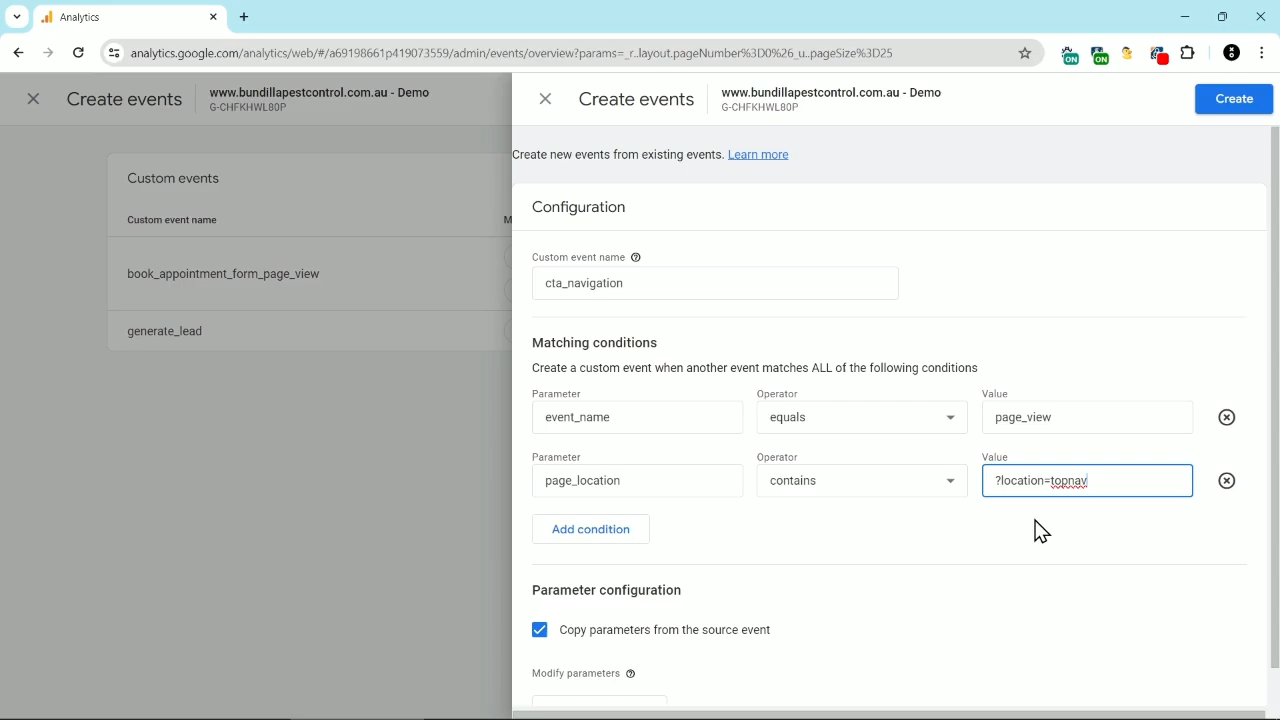 Analytics
analytics.google.com/analytics/web/#/a69198661p419073559/admin/events/overview?params=_r..layout.pageNumber%3D0%26_u..pageSize%3D25
ON
ON
Create events
www.bundillapestcontrol.com.au - Demo
G-CHFKHWL80P
Custom events
Custom event name
M
book_appointment_form_page_view
generate_lead
Create events
www.bundillapestcontrol.com.au - Demo
G-CHFKHWL80P
Create
Create new events from existing events. Learn more
Configuration
Custom event name
cta_navigation
Matching conditions
Create a custom event when another event matches ALL of the following conditions
Parameter Operator Value
event_name equals page_view
Parameter Operator Value
page_location contains ?location=topnav
Add condition
Parameter configuration
Copy parameters from the source event
Modify parameters